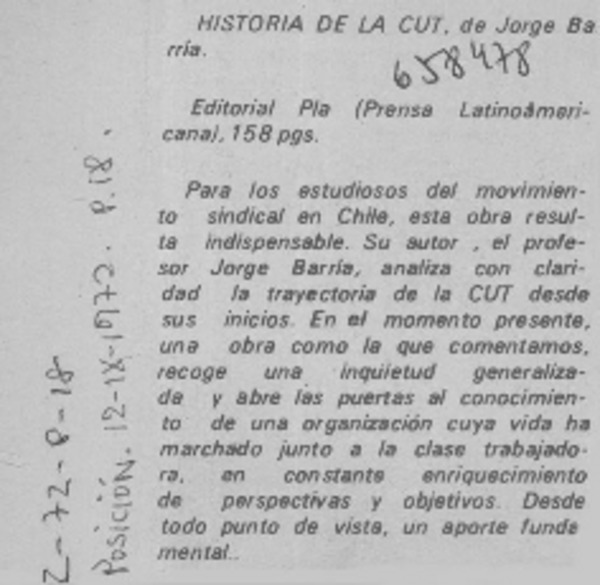 HISTORIA DE LA CUT, de Jorge Ba
rría.
658478
Editorial Pla (Prensa Latinoameri-
cana), 158 pgs.
Para los estudiosos del movimien-
to sindical en Chile, esta obra resul-
ta indispensable. Su autor , el profe-
sor Jorge Barría, analiza con clari-
dad la trayectoria de la CUT desde
sus inicios. En el momento presente,
una obra como la que comentamos,
recoge una inquietud generaliza-
da y abre las puertas al conocimien-
to de una organización cuya vida ha
marchado junto a la clase trabajado-
ra, en constante enriquecimiento
de perspectivas y objetivos. Desde
todo punto de vista, un aporte funda
mental..
Z-72-8-18
POSICIÓN. 12-IX-1972. P.18.